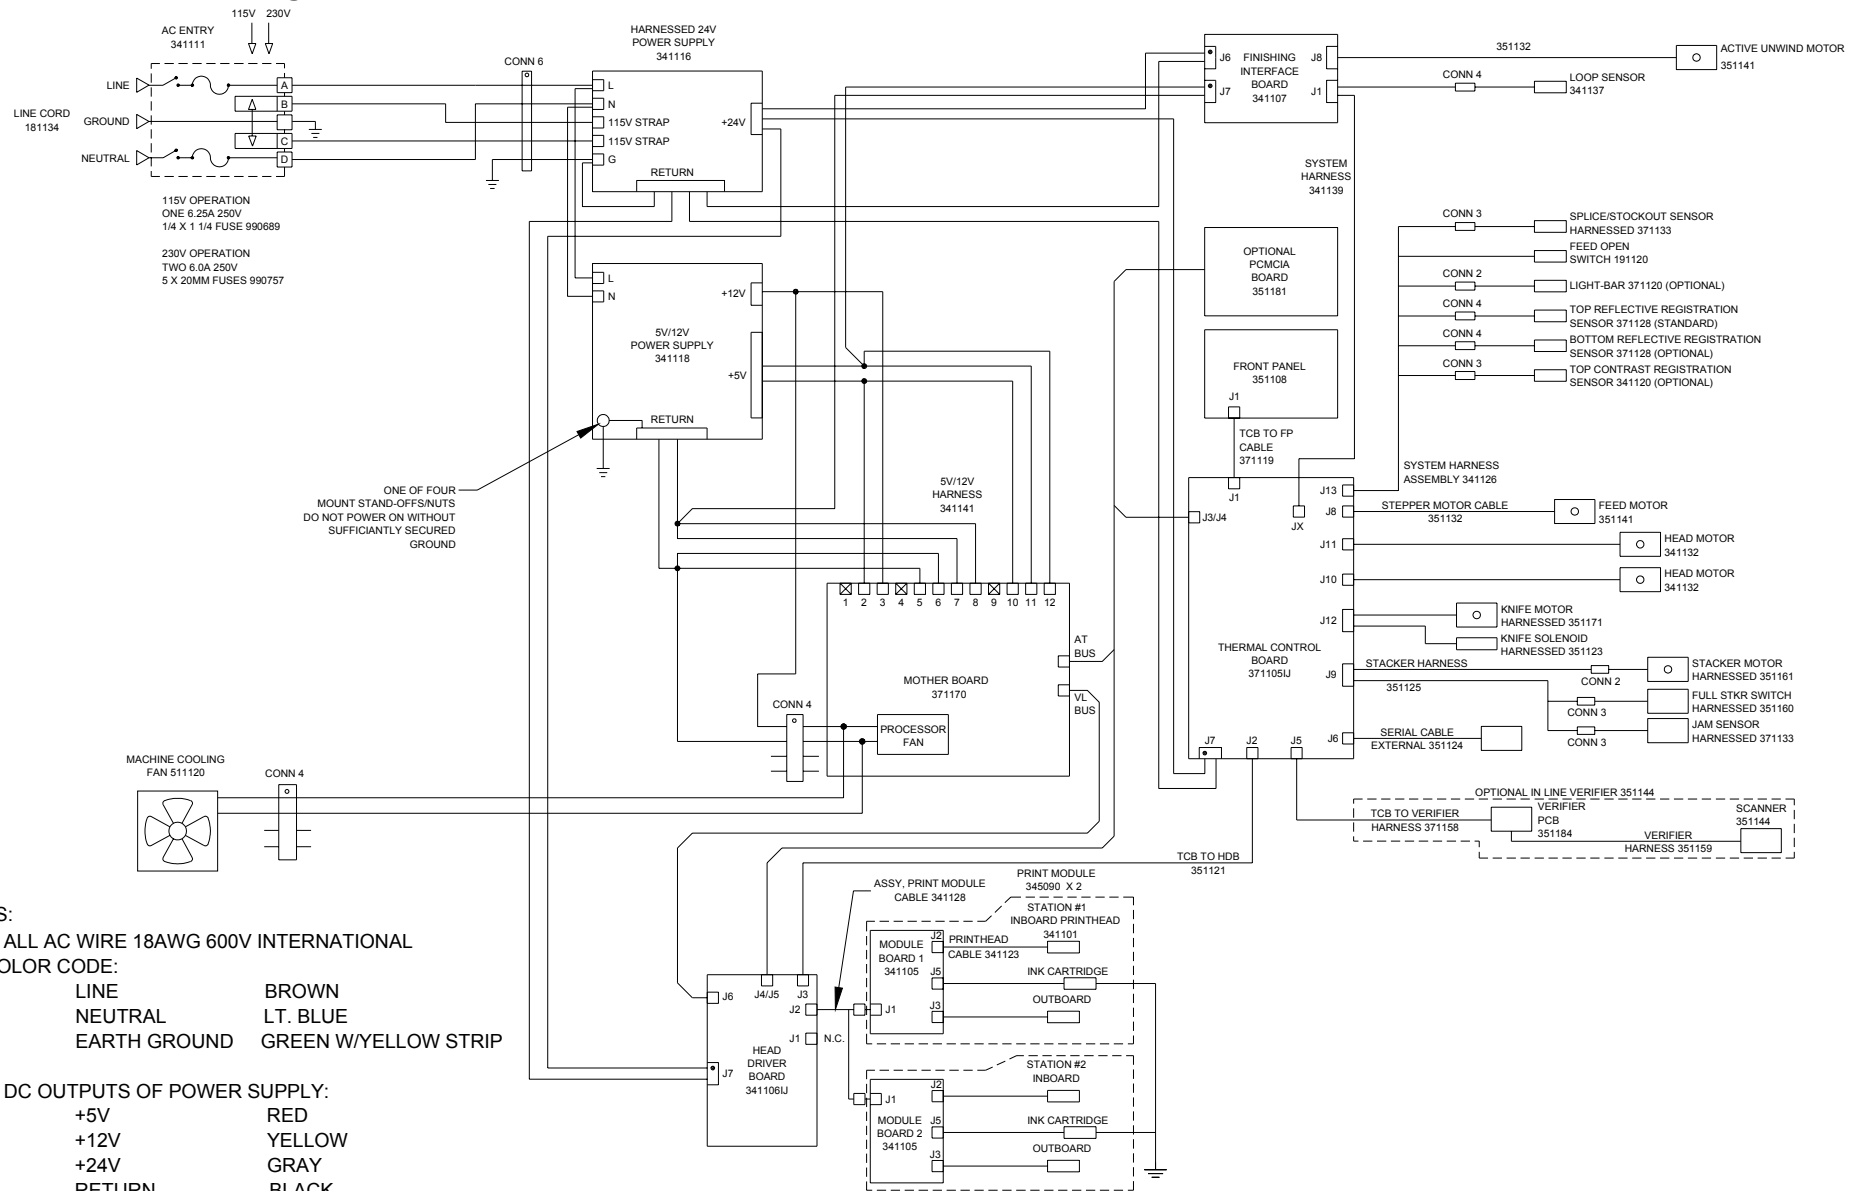 115V 230V
AC ENTRY
341111
LINE
LINE CORD
181134
GROUND
NEUTRAL
A
B
C
D
115V OPERATION
ONE 6.25A 250V
1/4 X 1 1/4 FUSE 990689
230V OPERATION
TWO 6.0A 250V
5 X 20MM FUSES 990757
CONN 6
HARNESSED 24V
POWER SUPPLY
341116
L
N
115V STRAP
115V STRAP
G
+24V
RETURN
L
N
+12V
5V/12V
POWER SUPPLY
341118
+5V
RETURN
ONE OF FOUR
MOUNT STAND-OFFS/NUTS
DO NOT POWER ON WITHOUT
SUFFICIANTLY SECURED
GROUND
5V/12V
HARNESS
341141
J6
FINISHING
INTERFACE
BOARD
341107
J7
J8
J1
351132
ACTIVE UNWIND MOTOR
351141
CONN 4
LOOP SENSOR
341137
SYSTEM
HARNESS
341139
OPTIONAL
PCMCIA
BOARD
351181
FRONT PANEL
351108
J1
TCB TO FP
CABLE
371119
CONN 3
SPLICE/STOCKOUT SENSOR
HARNESSED 371133
FEED OPEN
SWITCH 191120
CONN 2
LIGHT-BAR 371120 (OPTIONAL)
CONN 4
TOP REFLECTIVE REGISTRATION
SENSOR 371128 (STANDARD)
CONN 4
BOTTOM REFLECTIVE REGISTRATION
SENSOR 371128 (OPTIONAL)
CONN 3
TOP CONTRAST REGISTRATION
SENSOR 341120 (OPTIONAL)
SYSTEM HARNESS
ASSEMBLY 341126
J1
J3/J4
JX
J13
J8
STEPPER MOTOR CABLE
351132
FEED MOTOR
351141
J11
HEAD MOTOR
341132
J10
HEAD MOTOR
341132
J12
KNIFE MOTOR
HARNESSED 351171
KNIFE SOLENOID
HARNESSED 351123
THERMAL CONTROL
BOARD
371105IJ
J9
STACKER HARNESS
351125
CONN 2
STACKER MOTOR
HARNESSED 351161
CONN 3
FULL STKR SWITCH
HARNESSED 351160
CONN 3
JAM SENSOR
HARNESSED 371133
J6
SERIAL CABLE
EXTERNAL 351124
J7
J2
J5
1 2 3 4 5 6 7 8 9 10 11 12
AT
BUS
VL
BUS
MOTHER BOARD
371170
CONN 4
PROCESSOR
FAN
MACHINE COOLING
FAN 511120
CONN 4
OPTIONAL IN LINE VERIFIER 351144
TCB TO VERIFIER
HARNESS 371158
VERIFIER
PCB
351184
VERIFIER
HARNESS 351159
SCANNER
351144
TCB TO HDB
351121
ASSY, PRINT MODULE
CABLE 341128
PRINT MODULE
345090 X 2
STATION #1
INBOARD PRINTHEAD
341101
MODULE
BOARD 1
341105
J2
PRINTHEAD
CABLE 341123
J5
INK CARTRIDGE
J3
OUTBOARD
J1
J6
J4/J5
J3
J2
J1
N.C.
HEAD
DRIVER
BOARD
341106IJ
J7
STATION #2
INBOARD
J2
J1
MODULE
BOARD 2
341105
J5
INK CARTRIDGE
J3
OUTBOARD
S:
ALL AC WIRE 18AWG 600V INTERNATIONAL
OLOR CODE:
LINE BROWN
NEUTRAL LT. BLUE
EARTH GROUND GREEN W/YELLOW STRIP
DC OUTPUTS OF POWER SUPPLY:
+5V RED
+12V YELLOW
+24V GRAY
RETURN BLACK